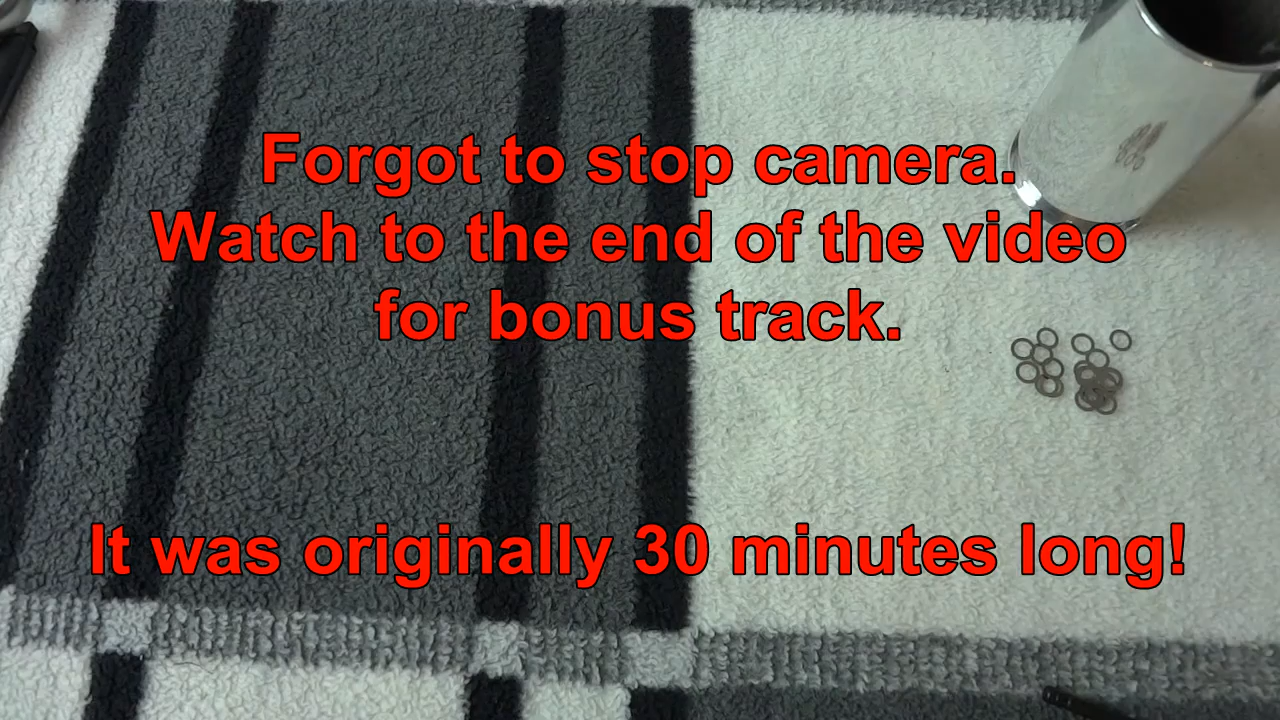 Forgot to stop camera.
Watch to the end of the video
for bonus track.
It was originally 30 minutes long!